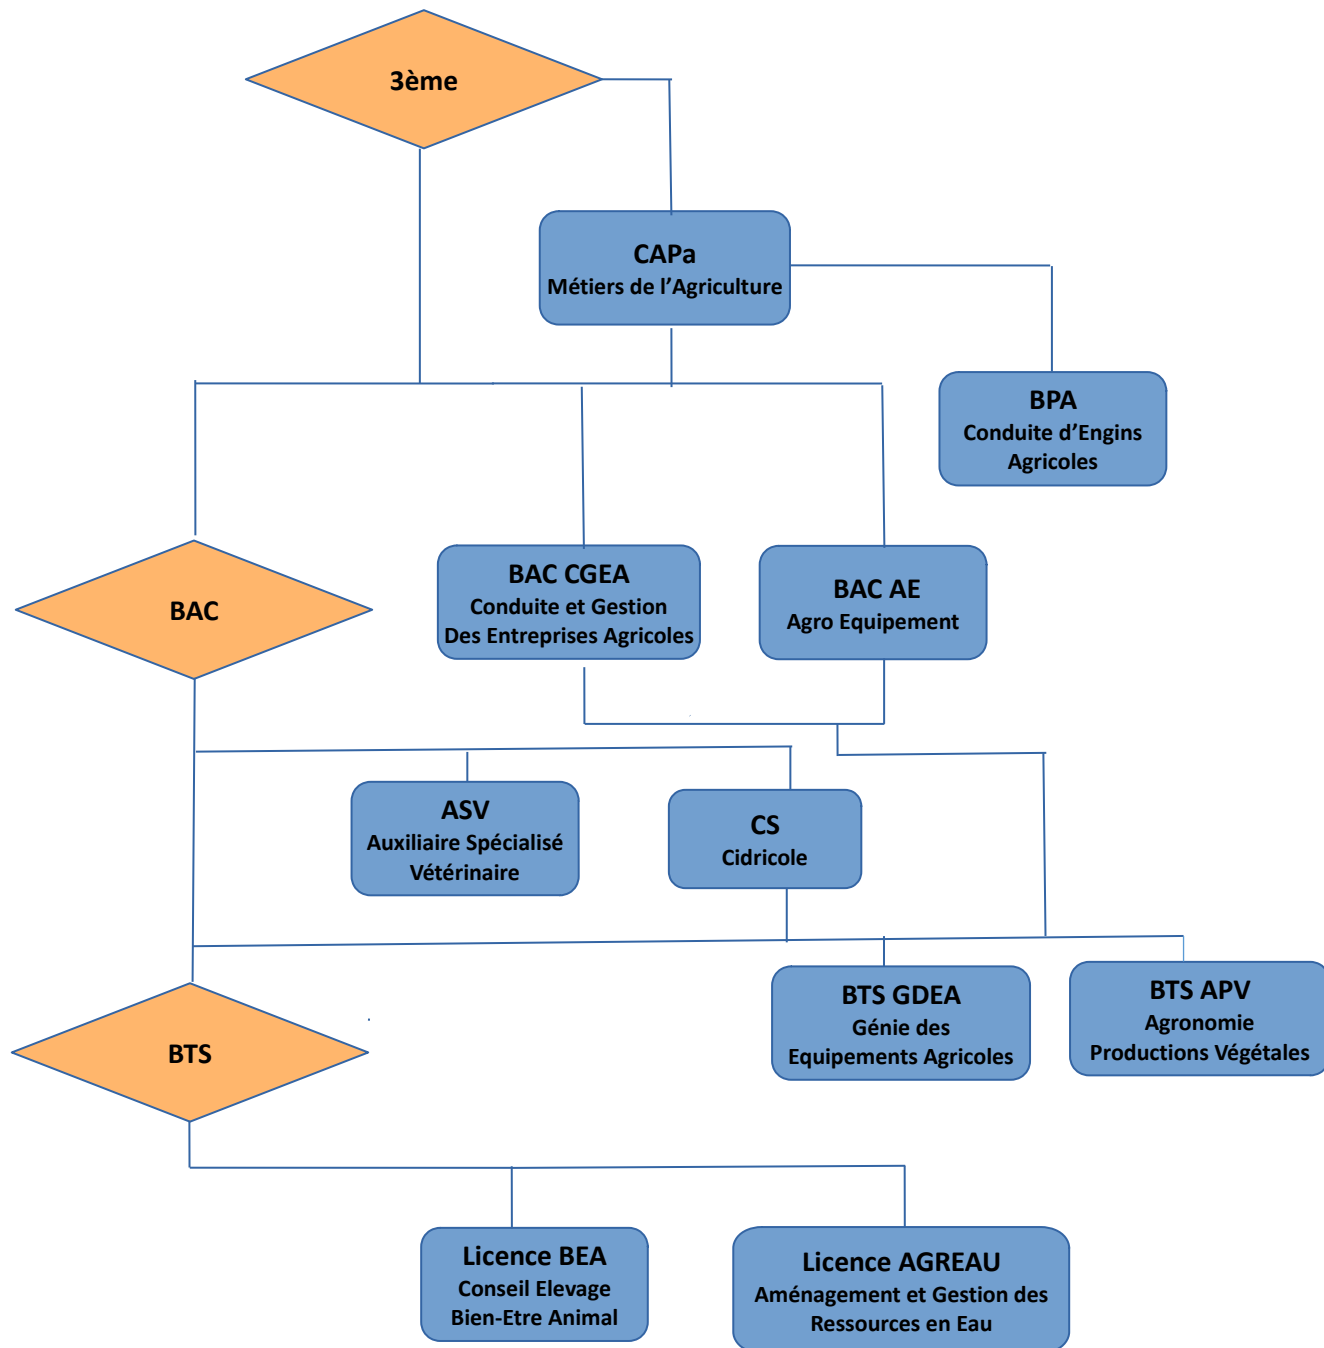 3ème
CAPa
Métiers de l'Agriculture
BPA
Conduite d'Engins
Agricoles
BAC
BAC CGEA
Conduite et Gestion
Des Entreprises Agricoles
BAC AE
Agro Equipement
ASV
Auxiliaire Spécialisé
Vétérinaire
CS
Cidricole
BTS
BTS GDEA
Génie des
Equipements Agricoles
BTS APV
Agronomie
Productions Végétales
Licence BEA
Conseil Elevage
Bien-Etre Animal
Licence AGREAU
Aménagement et Gestion des
Ressources en Eau